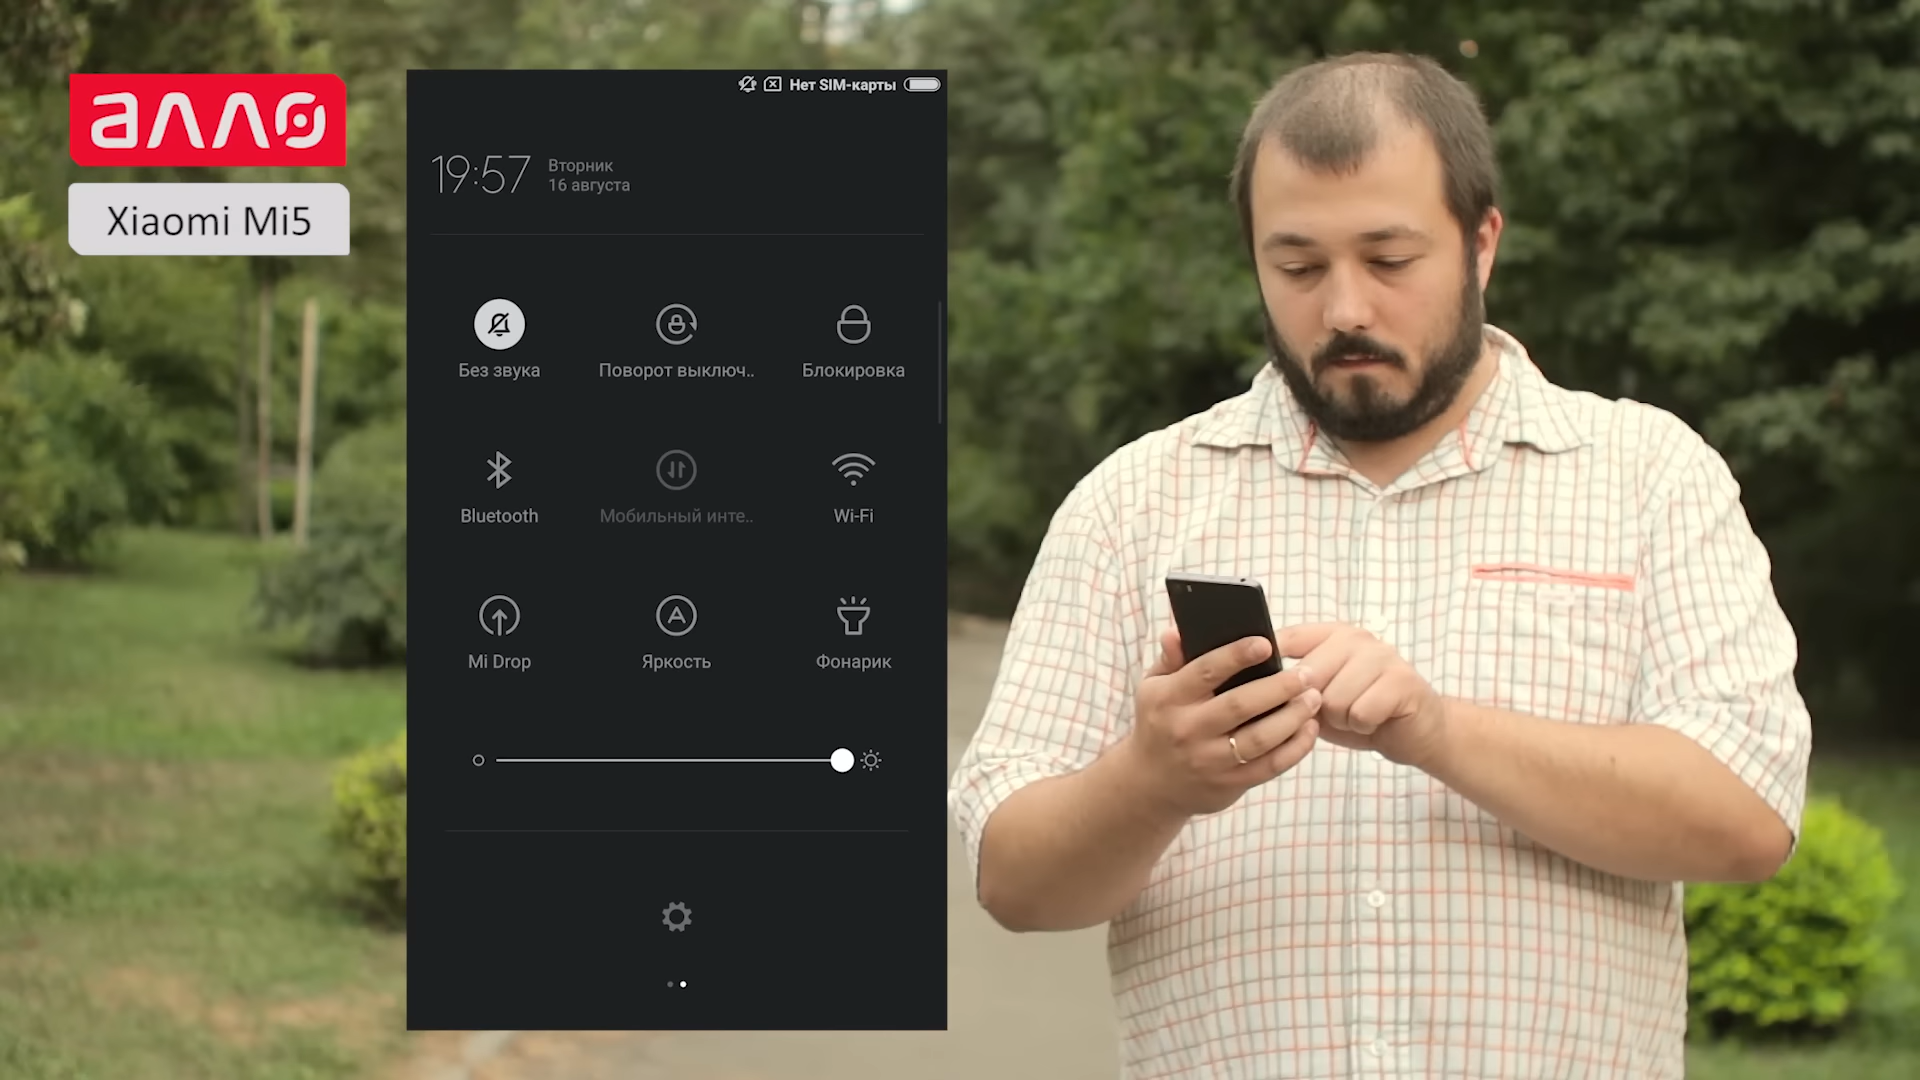 алло
Xiaomi Mi5
Нет SIM-карты
19:57
Вторник
16 августа
Без звука
Поворот выключ..
Блокировка
Bluetooth
Мобильный инте..
Wi-Fi
Mi Drop
Яркость
Фонарик